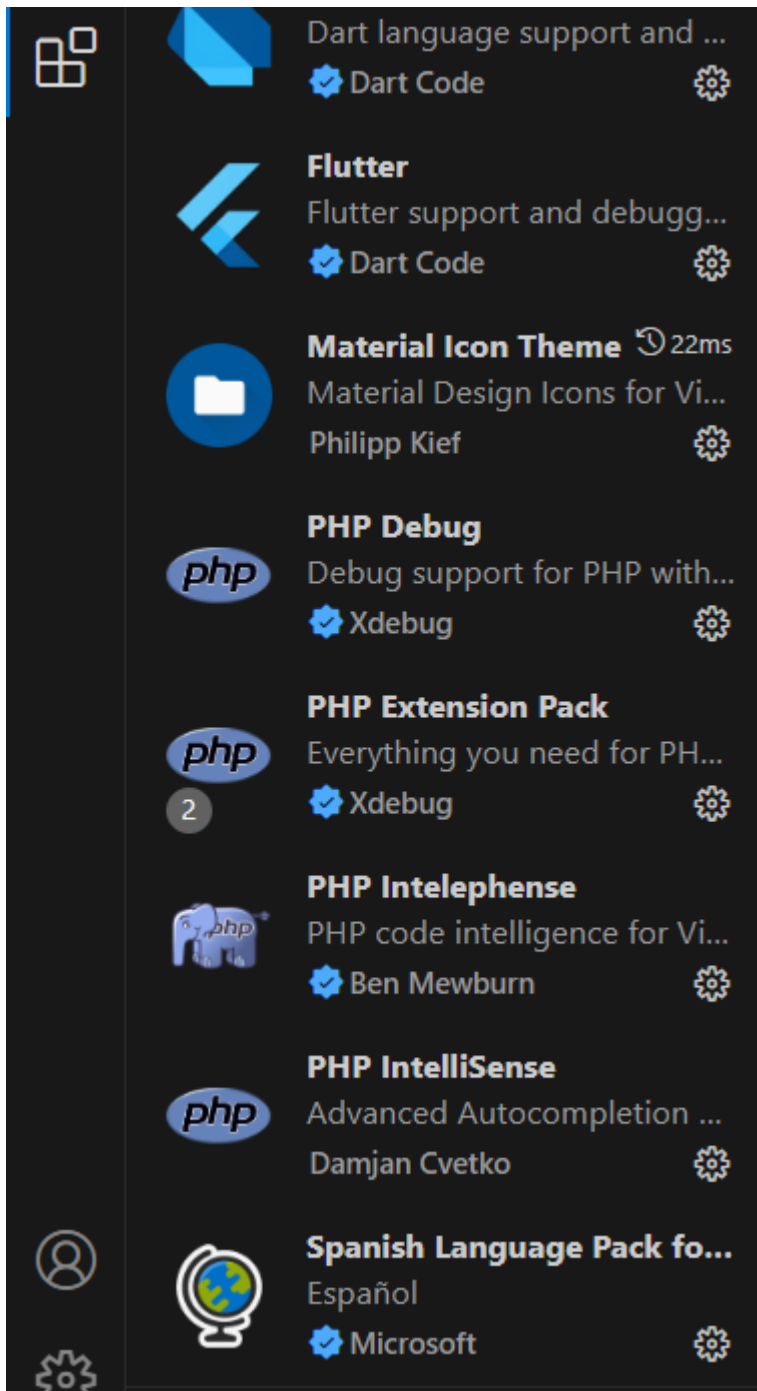 Dart language support and ...
Dart Code
Flutter
Flutter support and debugg...
Dart Code
Material Icon Theme 22ms
Material Design Icons for Vi...
Philipp Kief
PHP Debug
php
Debug support for PHP with...
Xdebug
PHP Extension Pack
php
Everything you need for PH...
2
Xdebug
PHP Intelephense
php
PHP code intelligence for Vi...
Ben Mewburn
PHP IntelliSense
php
Advanced Autocompletion ...
Damjan Cvetko
Spanish Language Pack fo...
Español
Microsoft